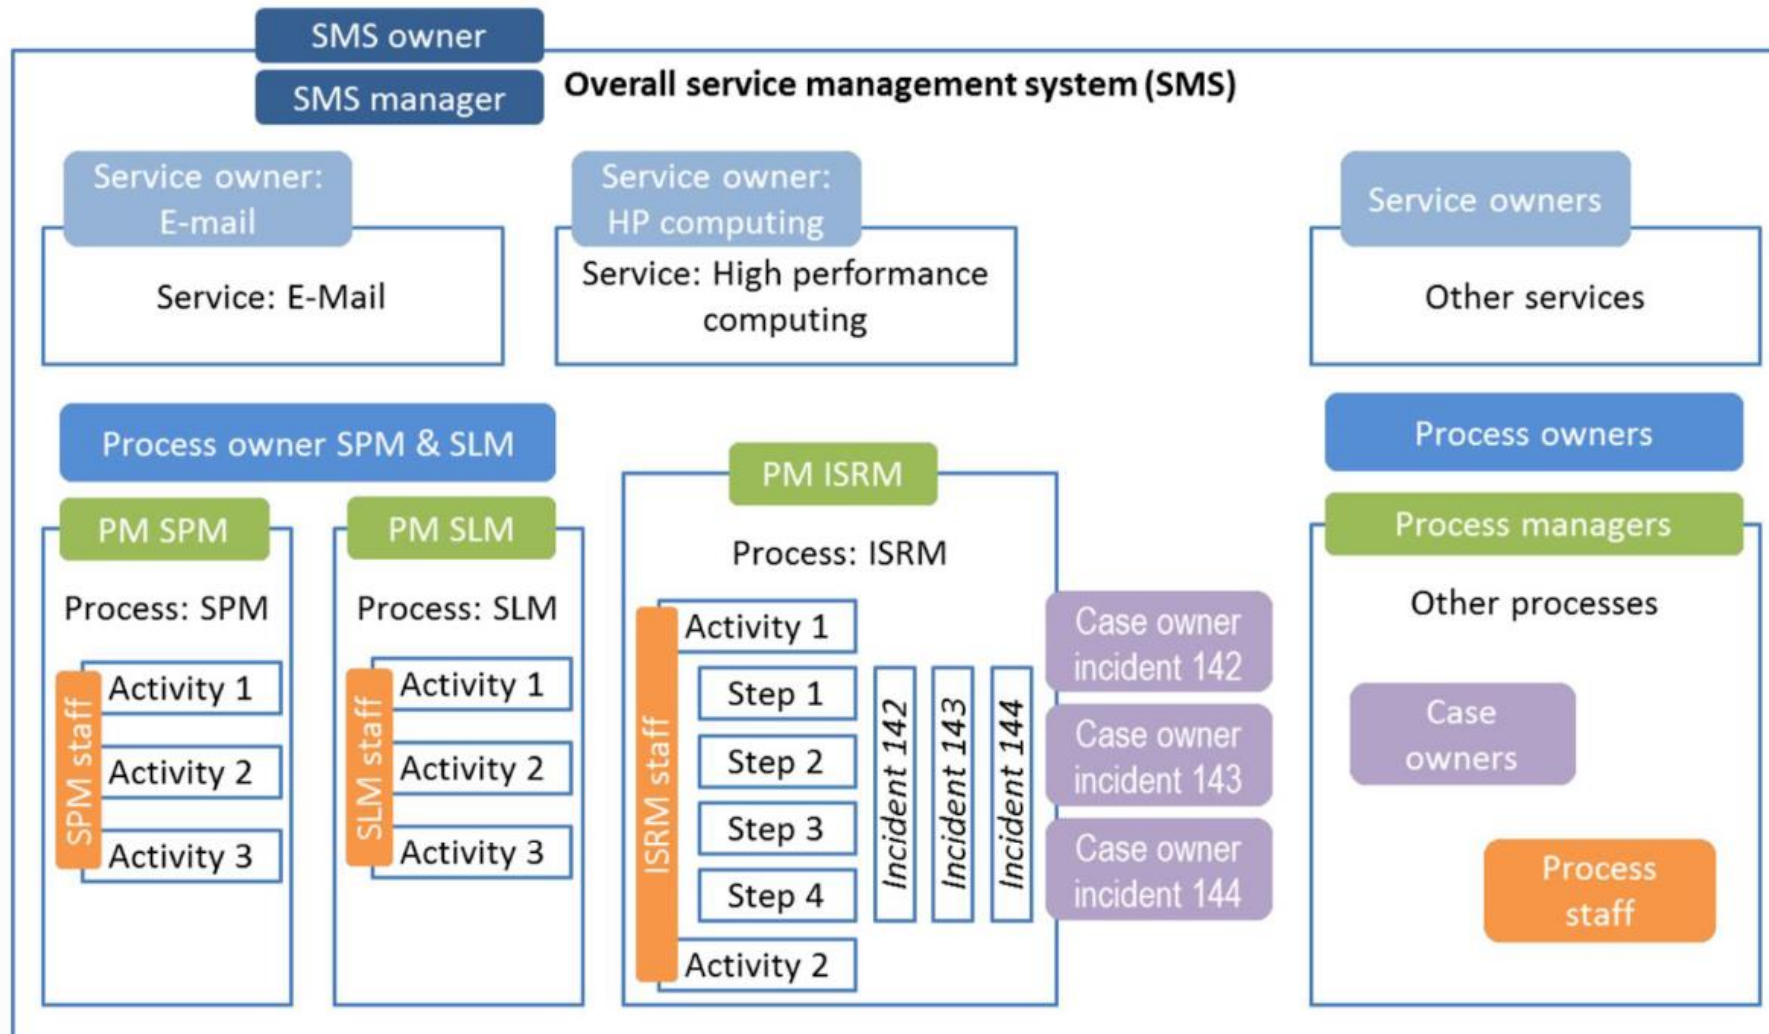 SMS owner
SMS manager
Overall service management system (SMS)
Service owner:
E-mail
Service: E-Mail
Service owner:
HP computing
Service: High performance
computing
Service owners
Other services
Process owner SPM & SLM
PM SPM
Process: SPM
SPM staff
Activity 1
Activity 2
Activity 3
PM SLM
Process: SLM
SLM staff
Activity 1
Activity 2
Activity 3
PM ISRM
Process: ISRM
ISRM staff
Activity 1
Step 1
Step 2
Step 3
Step 4
Activity 2
Incident 142
Incident 143
Incident 144
Case owner
incident 142
Case owner
incident 143
Case owner
incident 144
Process owners
Process managers
Other processes
Case
owners
Process
staff